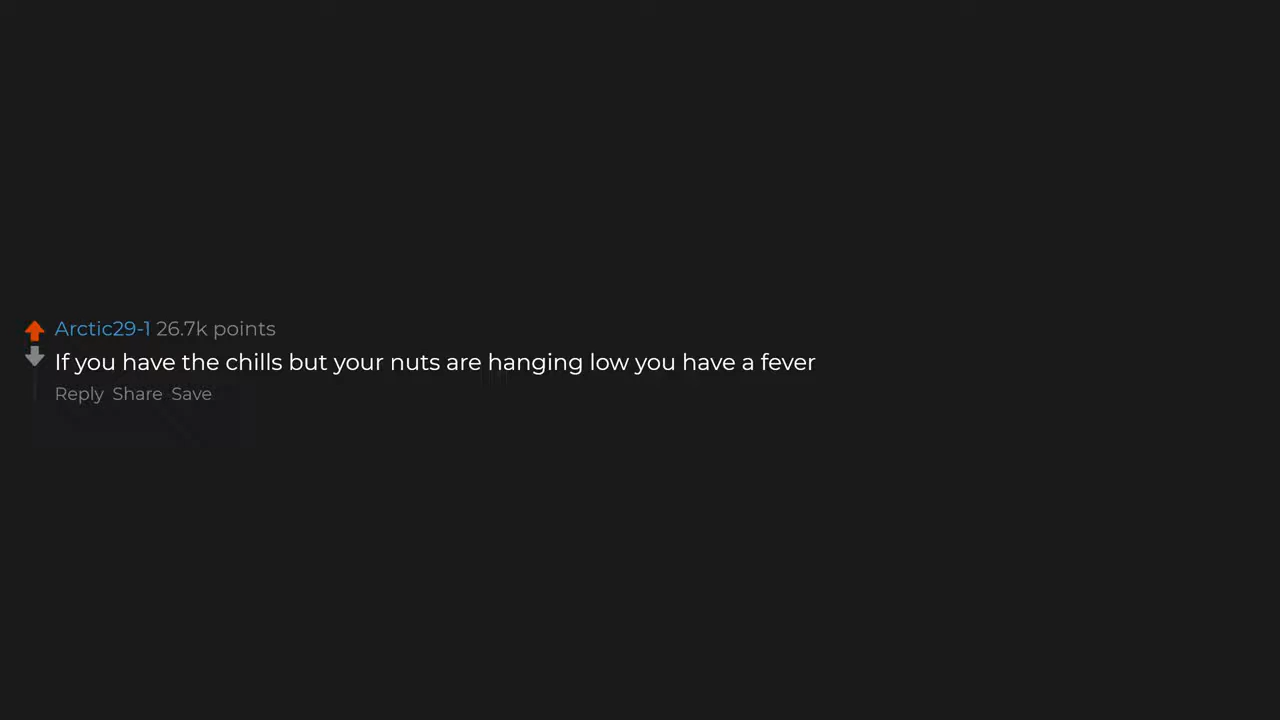 Arctic29-1 26.7k points
If you have the chills but your nuts are hanging low you have a fever
Reply Share Save